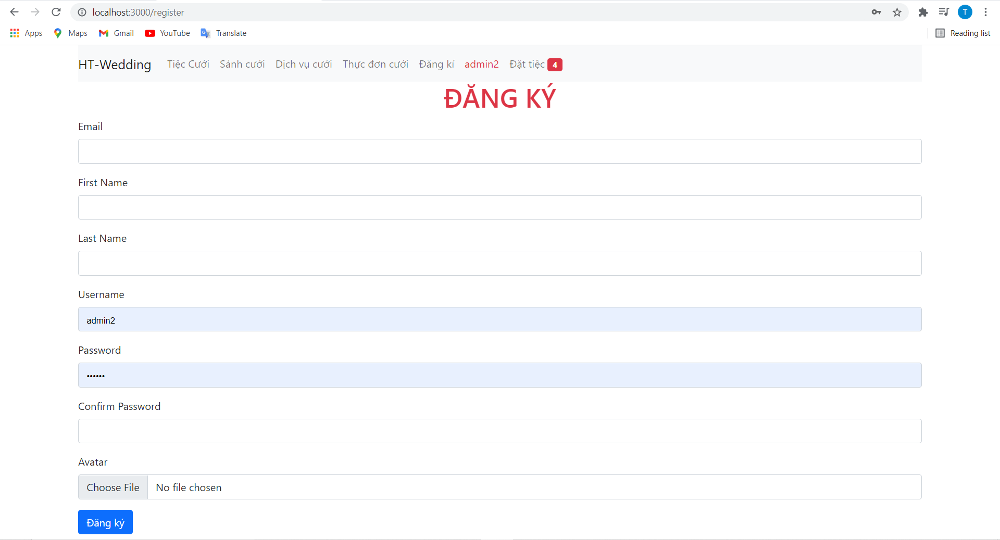 localhost:3000/register
T
Apps Maps Gmail YouTube Translate Reading list
HT-Wedding Tiệc Cưới Sảnh cưới Dịch vụ cưới Thực đơn cưới Đăng kí admin2 Đặt tiệc 4
ĐĂNG KÝ
Email
First Name
Last Name
Username
admin2
Password
••••••
Confirm Password
Avatar
Choose File No file chosen
Đăng ký